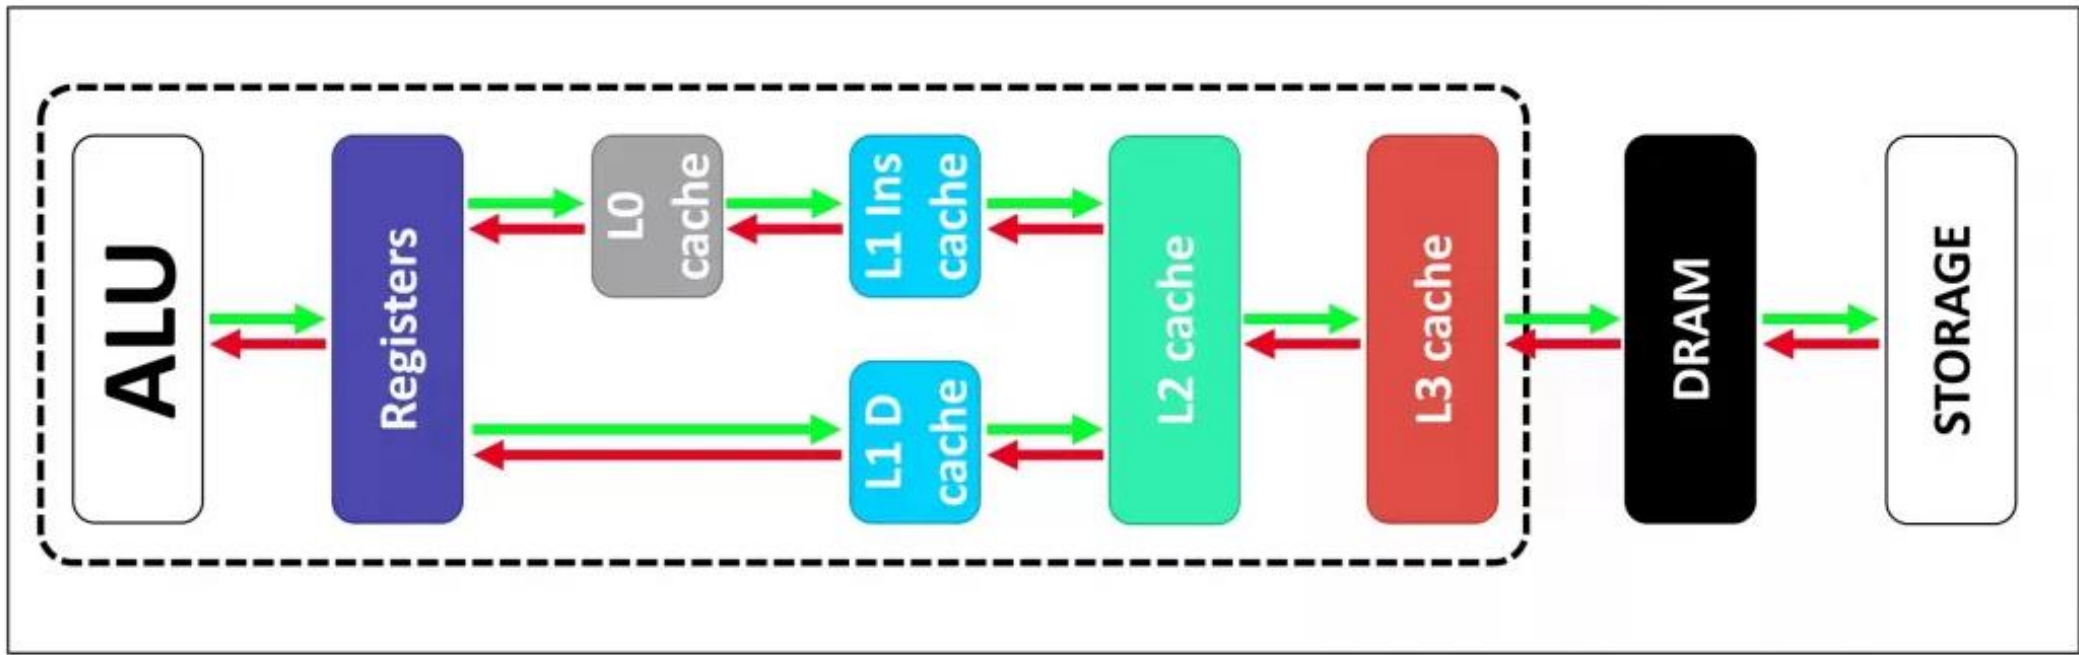 ALU
Registers
L0
cache
L1 Ins
cache
L1 D
cache
L2 cache
L3 cache
DRAM
STORAGE